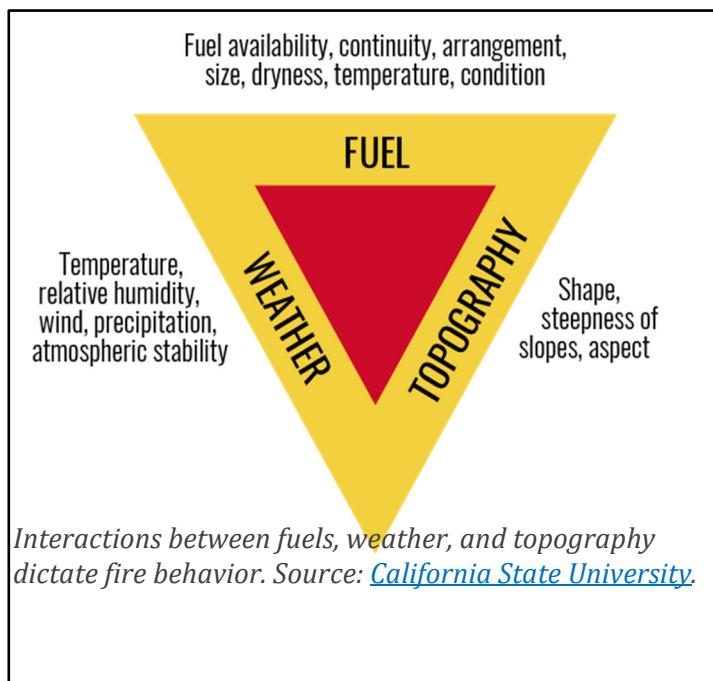 Fuel availability, continuity, arrangement,
size, dryness, temperature, condition
FUEL
Temperature,
relative humidity,
wind, precipitation,
atmospheric stability
WEATHER
TOPOGRAPHY
Shape,
steepness of
slopes, aspect
Interactions between fuels, weather, and topography
dictate fire behavior. Source: California State University.